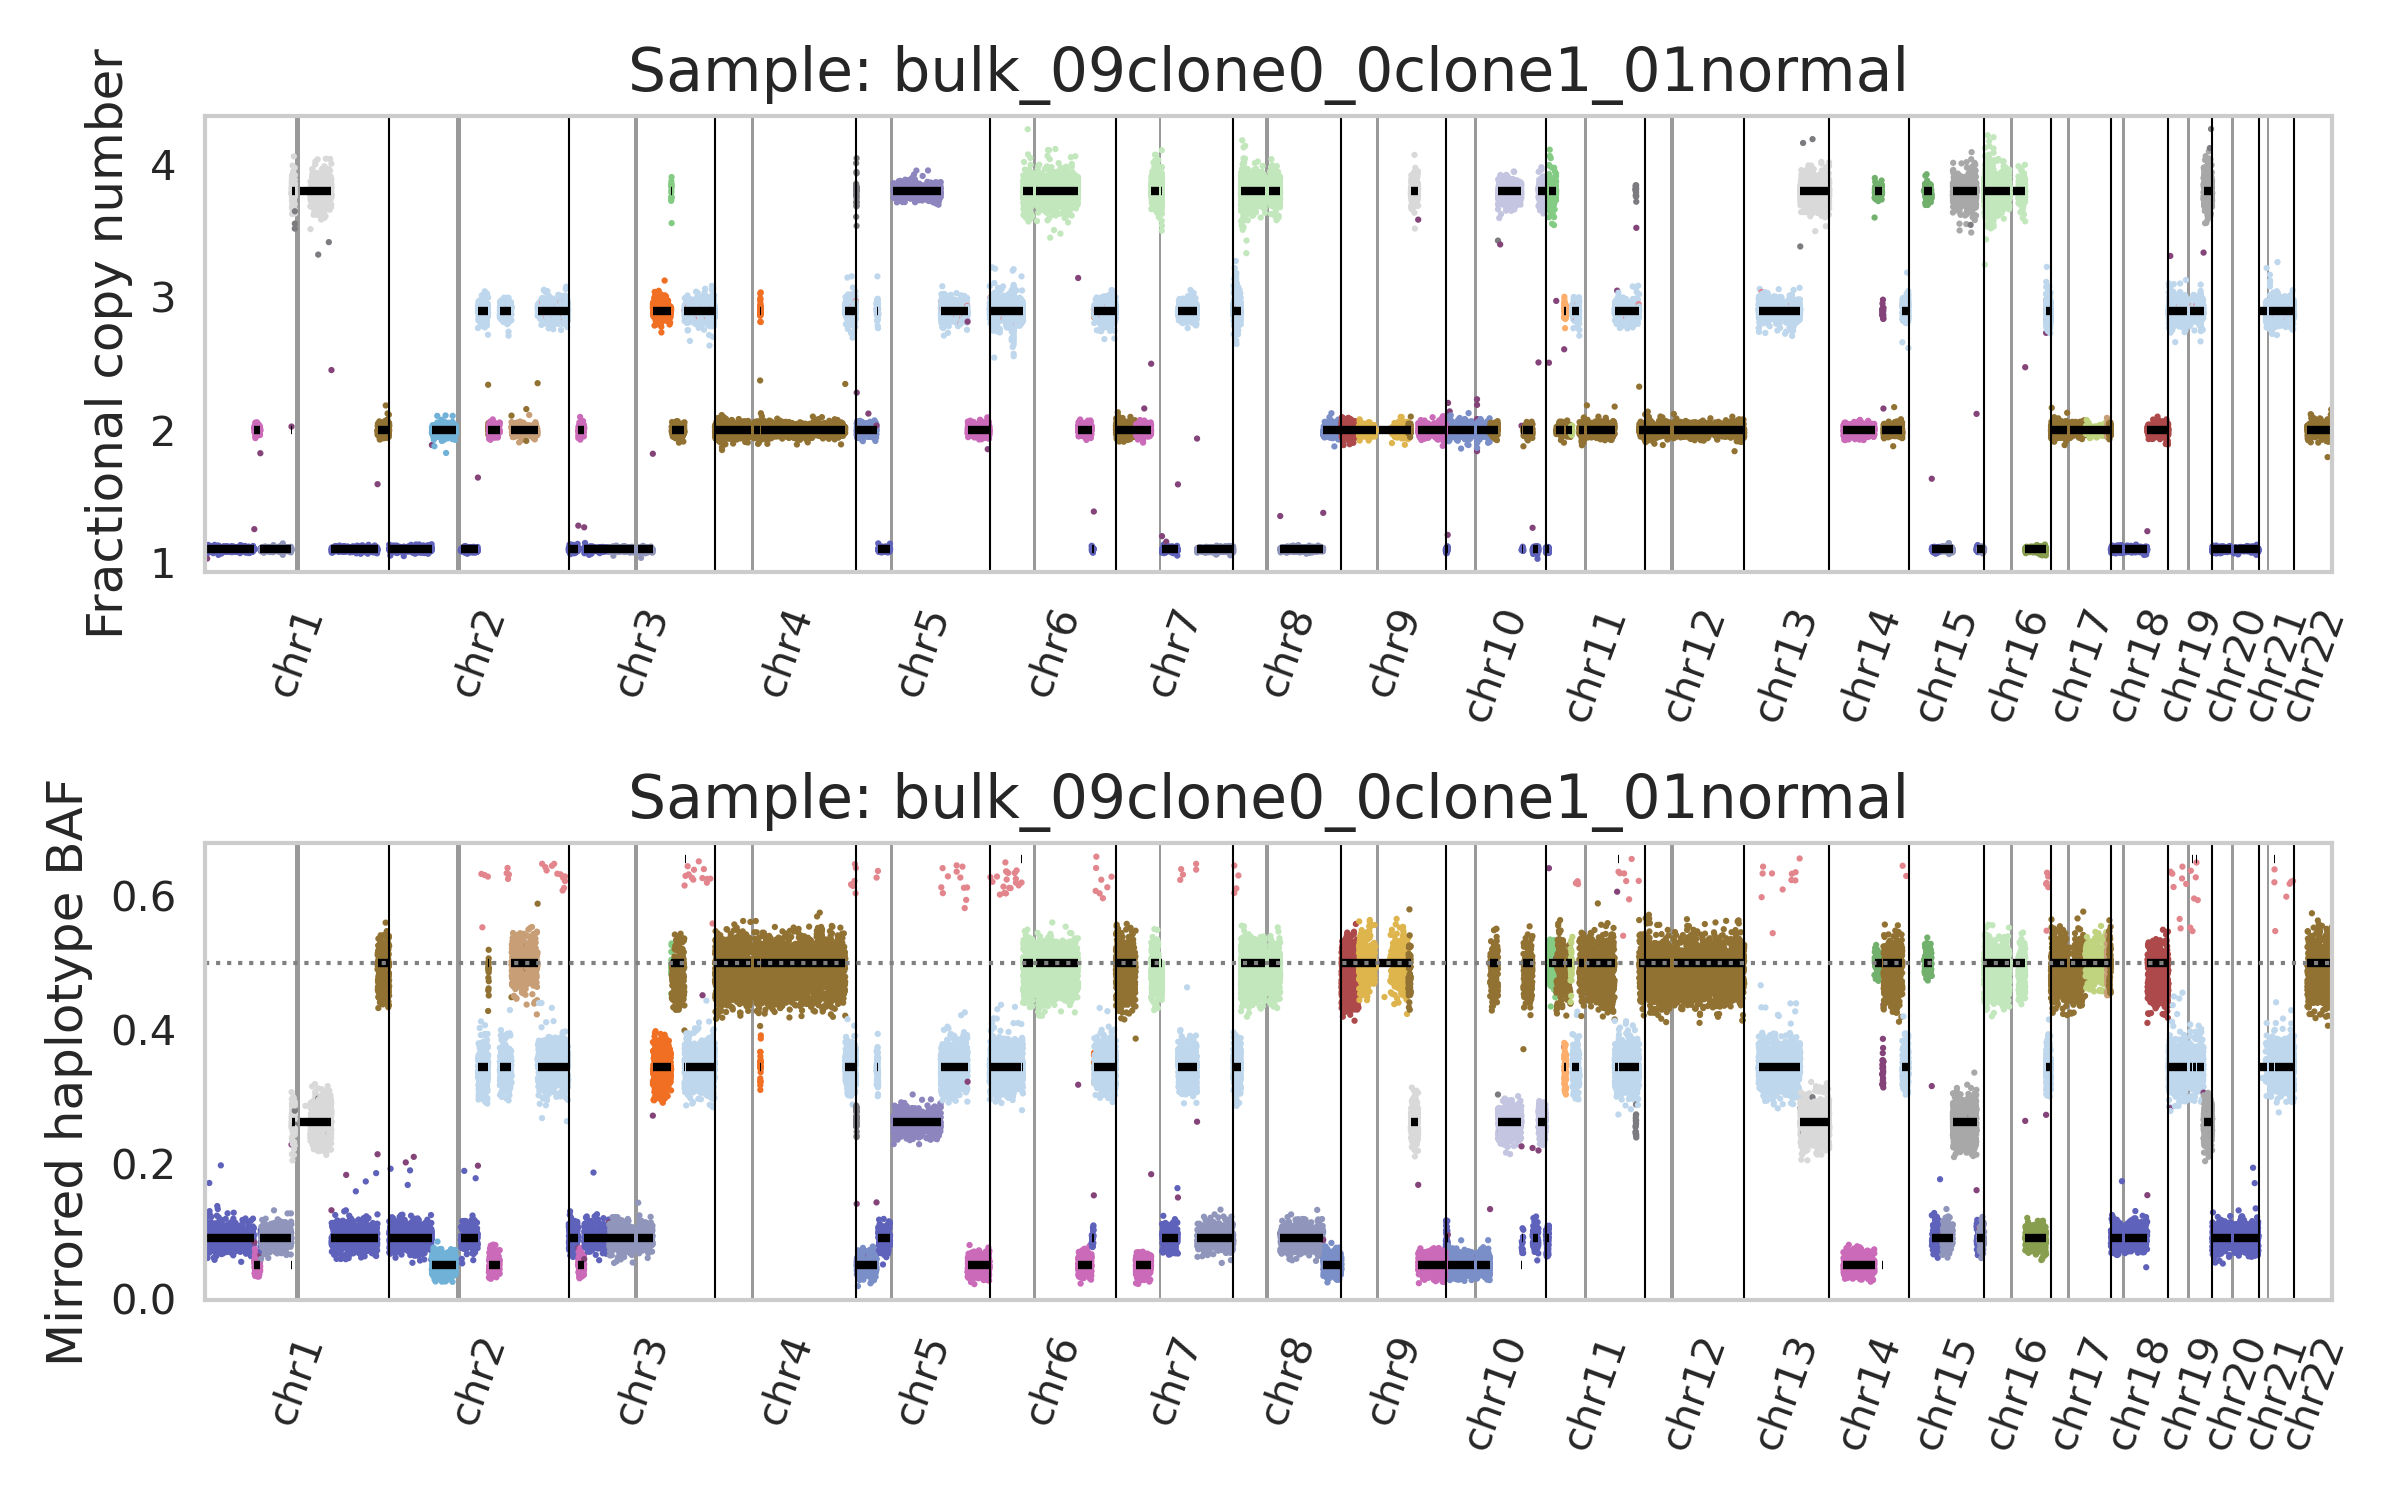 Sample: bulk_09clone0_0clone1_01normal
Fractional copy number
4
3
2
1
chr1 chr2 chr3 chr4 chr5 chr6 chr7 chr8 chr9 chr10 chr11 chr12 chr13 chr14 chr15 chr16 chr17 chr18 chr19 chr20 chr21 chr22
Sample: bulk_09clone0_0clone1_01normal
Mirrored haplotype BAF
0.6
0.4
0.2
0.0
chr1 chr2 chr3 chr4 chr5 chr6 chr7 chr8 chr9 chr10 chr11 chr12 chr13 chr14 chr15 chr16 chr17 chr18 chr19 chr20 chr21 chr22